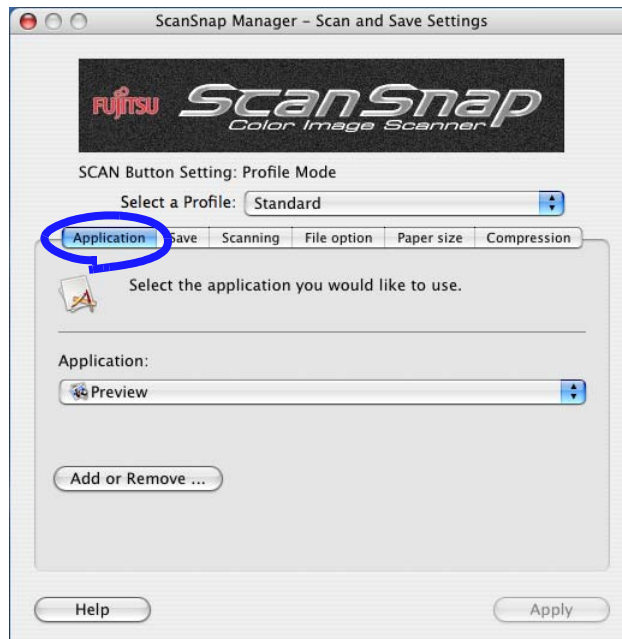 ScanSnap Manager – Scan and Save Settings
FUJITSU ScanSnap
Color Image Scanner
SCAN Button Setting: Profile Mode
Select a Profile: Standard
Application Save Scanning File option Paper size Compression
Select the application you would like to use.
Application:
Preview
Add or Remove ...
Help Apply